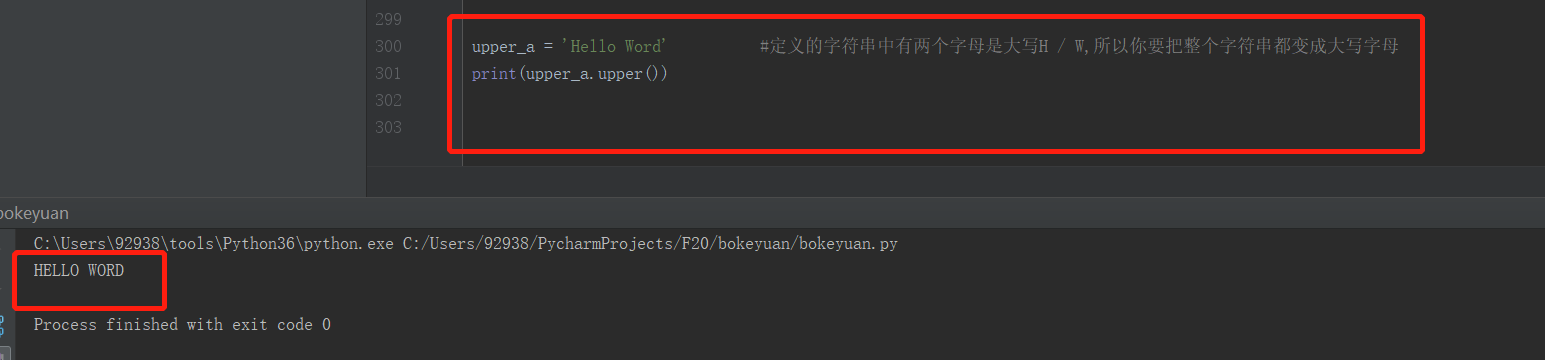 299
300 upper_a = 'Hello Word' #定义的字符串中有两个字母是大写H / W,所以你要把整个字符串都变成大写字母
301 print(upper_a.upper())
302
303
bokeyuan
C:\Users\92938\tools\Python36\python.exe C:/Users/92938/PycharmProjects/F20/bokeyuan/bokeyuan.py
HELLO WORD
Process finished with exit code 0